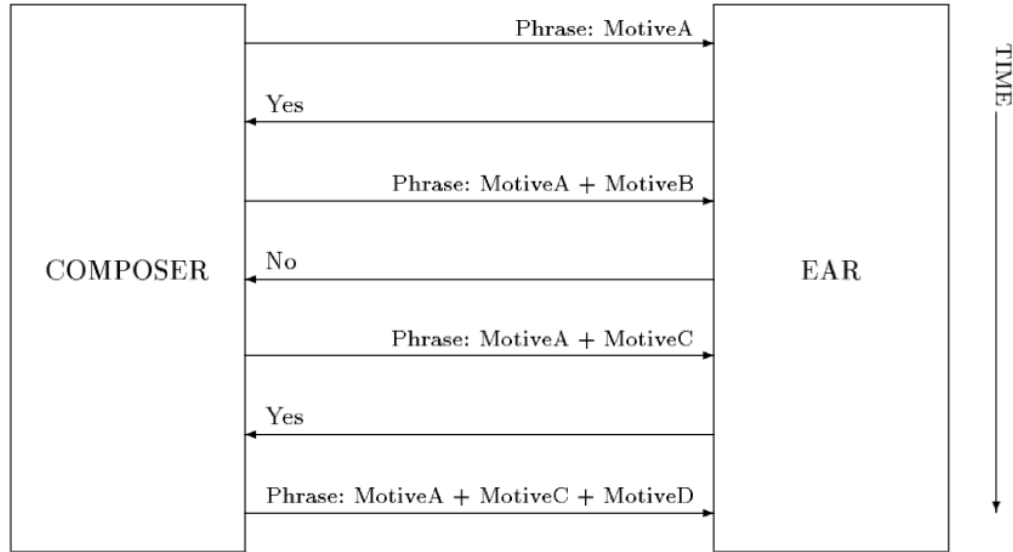 Phrase: MotiveA
TIME
Yes
Phrase: MotiveA + MotiveB
COMPOSER
No
EAR
Phrase: MotiveA + MotiveC
Yes
Phrase: MotiveA + MotiveC + MotiveD